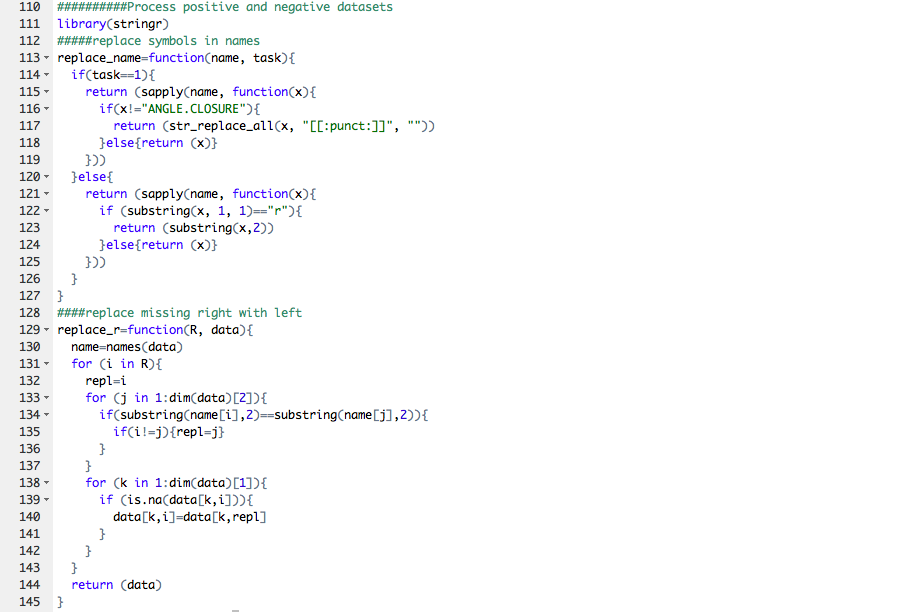 110 ##########Process positive and negative datasets
111 library(stringr)
112 #####replace symbols in names
113 replace_name=function(name, task){
114   if(task==1){
115     return (sapply(name, function(x){
116       if(x!="ANGLE.CLOSURE"){
117         return (str_replace_all(x, "[[:punct:]]", ""))
118       }else{return (x)}
119     }))
120   }else{
121     return (sapply(name, function(x){
122       if (substring(x, 1, 1)=="r"){
123         return (substring(x,2))
124       }else{return (x)}
125     }))
126   }
127 }
128 ####replace missing right with left
129 replace_r=function(R, data){
130   name=names(data)
131   for (i in R){
132     repl=i
133     for (j in 1:dim(data)[2]){
134       if(substring(name[i],2)==substring(name[j],2)){
135         if(i!=j){repl=j}
136       }
137     }
138     for (k in 1:dim(data)[1]){
139       if (is.na(data[k,i])){
140         data[k,i]=data[k,repl]
141       }
142     }
143   }
144   return (data)
145 }